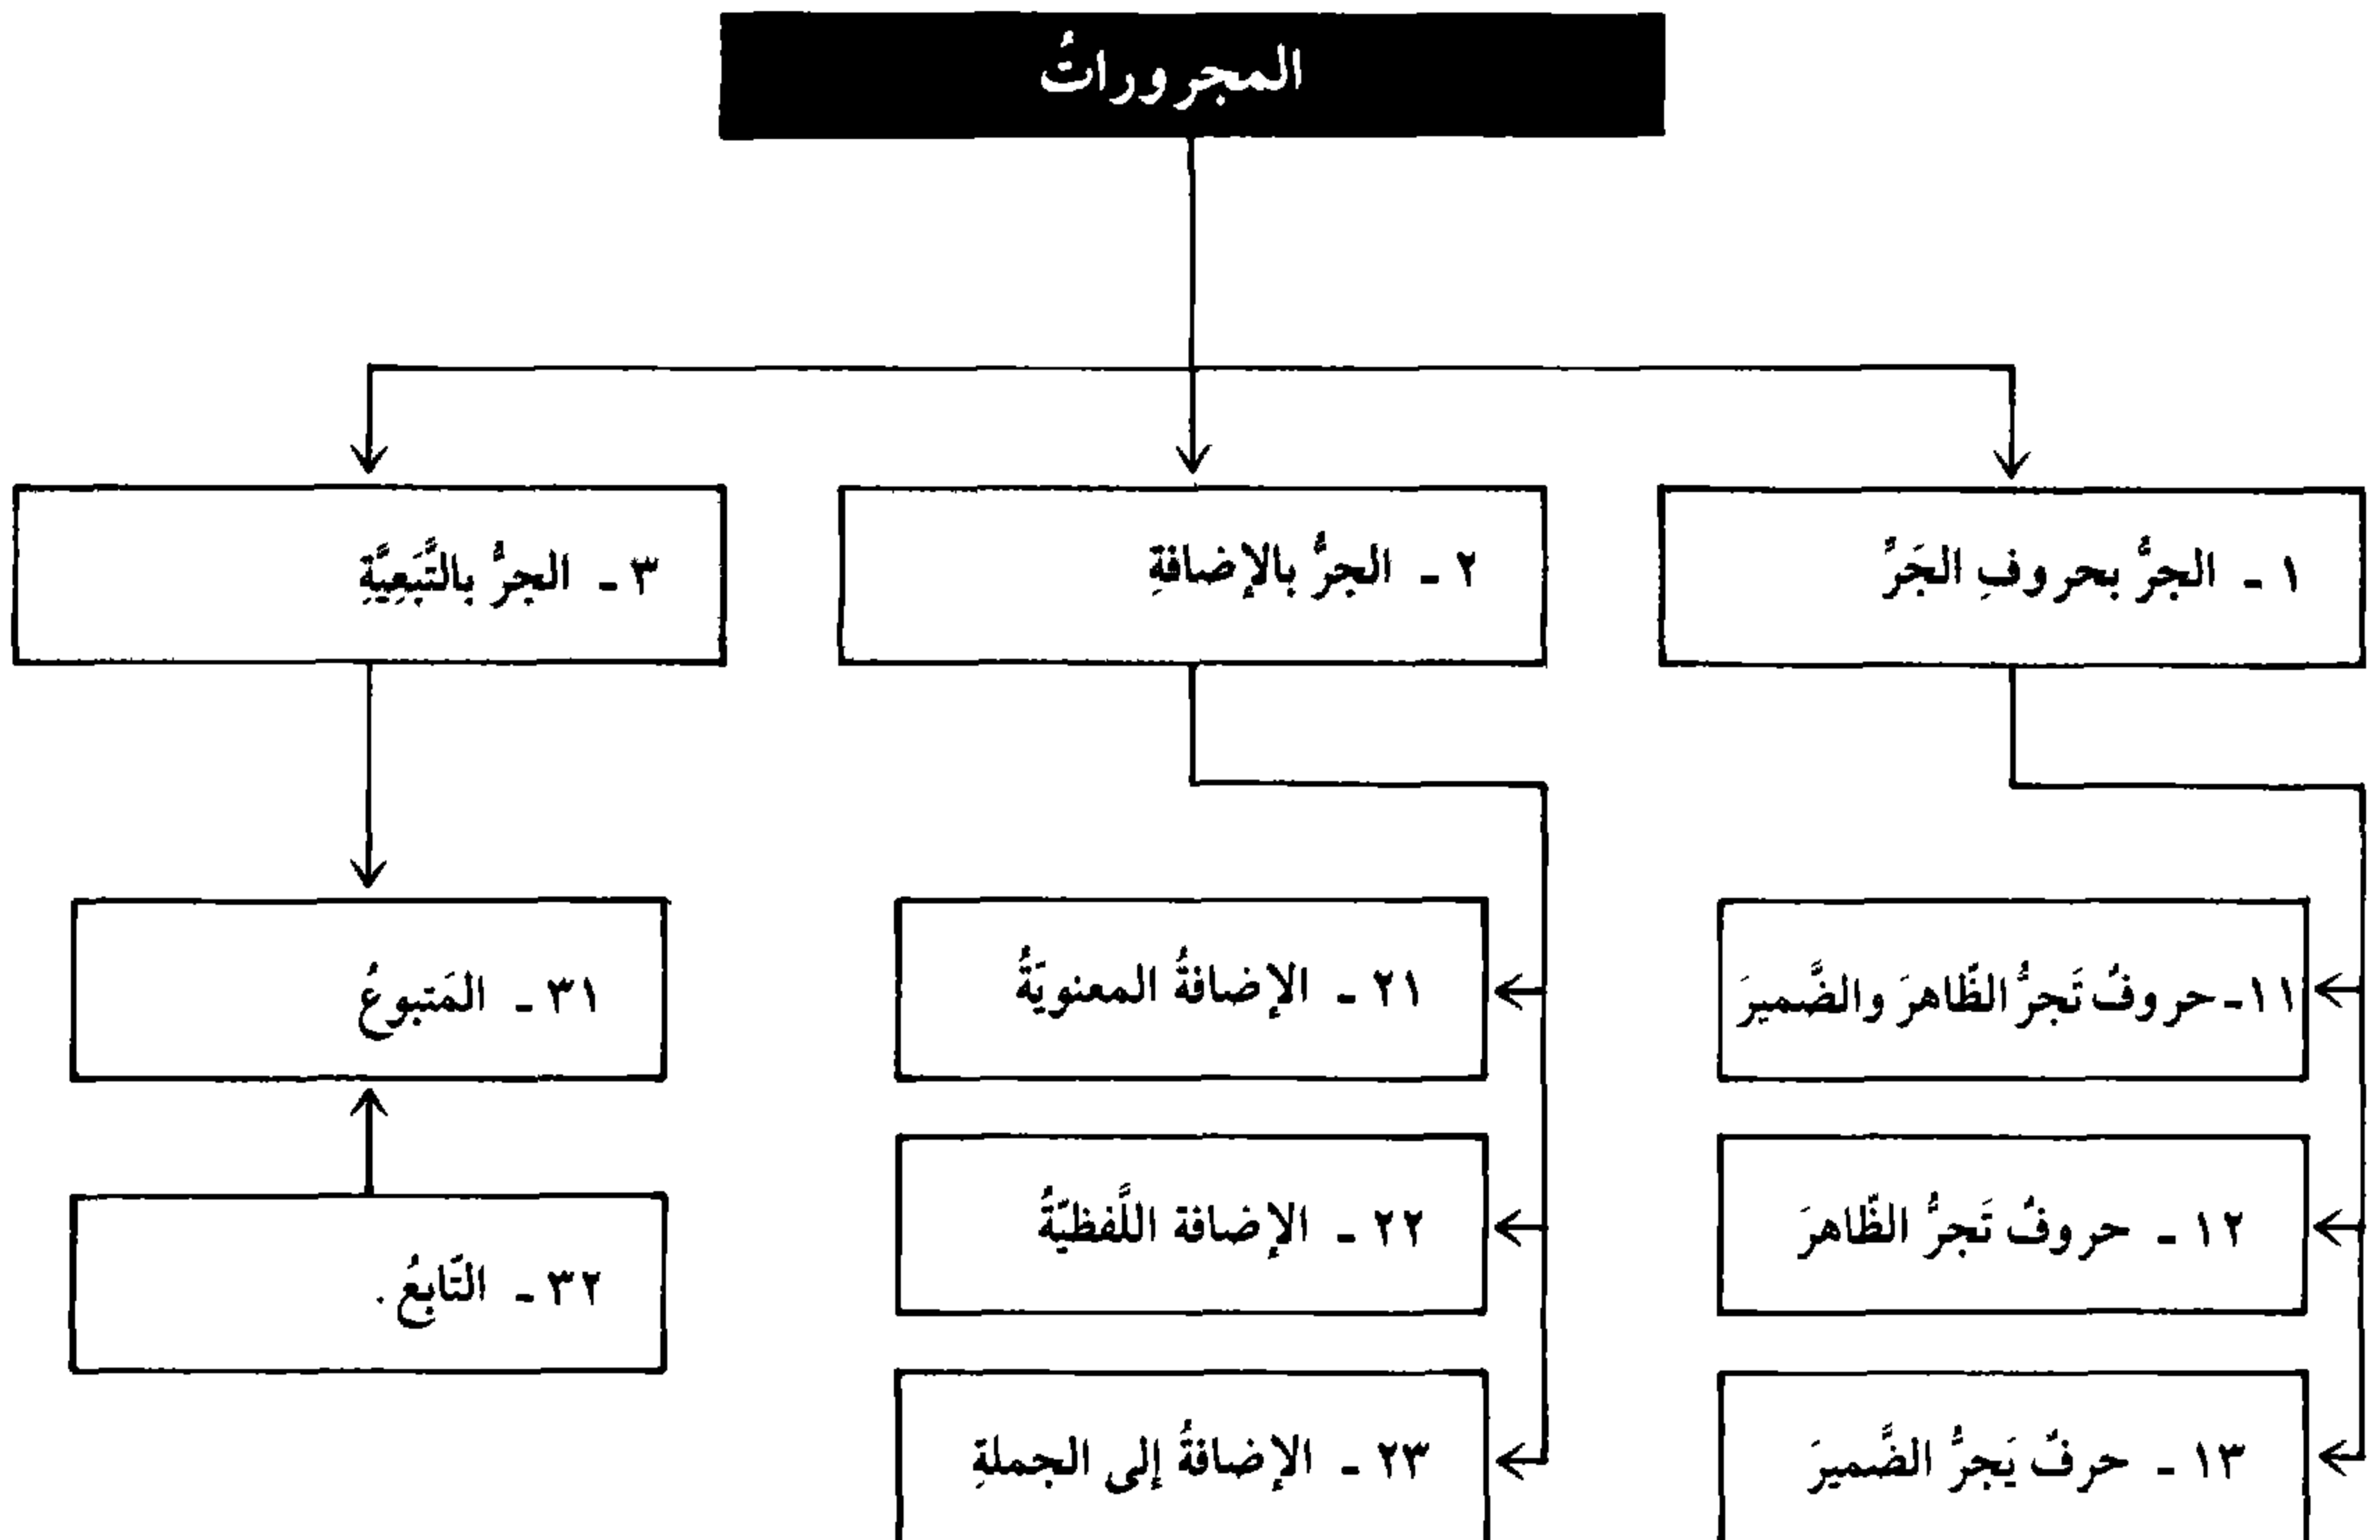 المجروراتُ
١ - الجرُّ بحروفِ الجَرِّ
٢ - الجرُّ بالإضافةِ
٣ - الجرُّ بالتَّبَعِيَّةِ
١١ - حروفٌ تَجرُّ الظَّاهرَ والضَّميرَ
٢١ - الإضافةُ المعنويَّةُ
٣١ - المَتبوعُ
١٢ - حروفٌ تَجرُّ الظَّاهرَ
٢٢ - الإضافة اللَّفظيَّةُ
٣٢ - التَّابعُ .
١٣ - حرفٌ يَجرُّ الضَّميرَ
٢٣ - الإضافةُ إلى الجملةِ